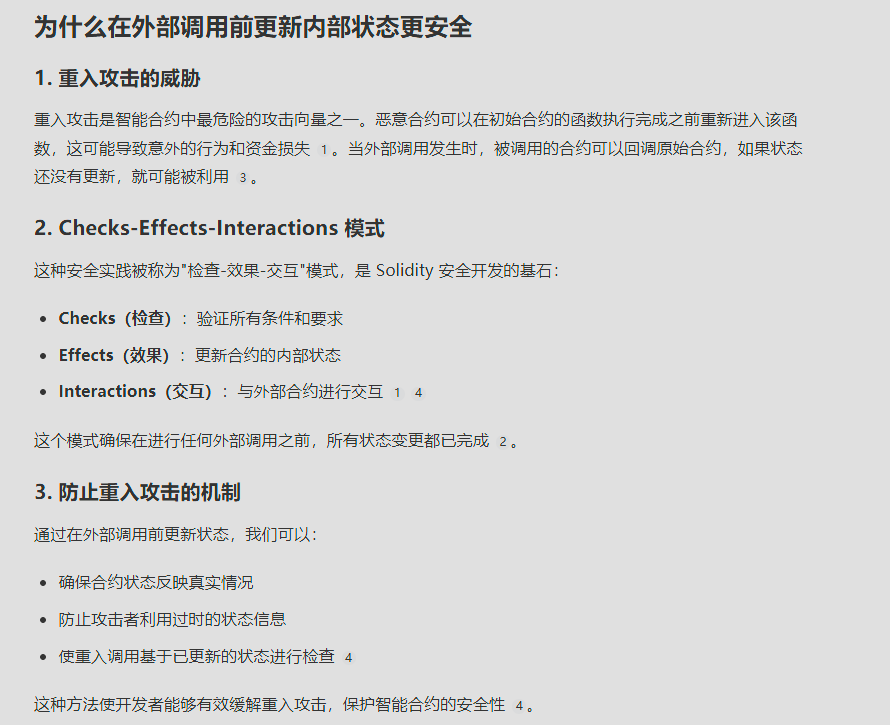 为什么在外部调用前更新内部状态更安全
1. 重入攻击的威胁
重入攻击是智能合约中最危险的攻击向量之一。恶意合约可以在初始合约的函数执行完成之前重新进入该函
数，这可能导致意外的行为和资金损失 1 。当外部调用发生时，被调用的合约可以回调原始合约，如果状态
还没有更新，就可能被利用 3 。
2. Checks-Effects-Interactions 模式
这种安全实践被称为"检查-效果-交互"模式，是 Solidity 安全开发的基石：
• Checks（检查）：验证所有条件和要求
• Effects（效果）：更新合约的内部状态
• Interactions（交互）：与外部合约进行交互 1 4
这个模式确保在进行任何外部调用之前，所有状态变更都已完成 2 。
3. 防止重入攻击的机制
通过在外部调用前更新状态，我们可以：
• 确保合约状态反映真实情况
• 防止攻击者利用过时的状态信息
• 使重入调用基于已更新的状态进行检查 4
这种方法使开发者能够有效缓解重入攻击，保护智能合约的安全性 4 。